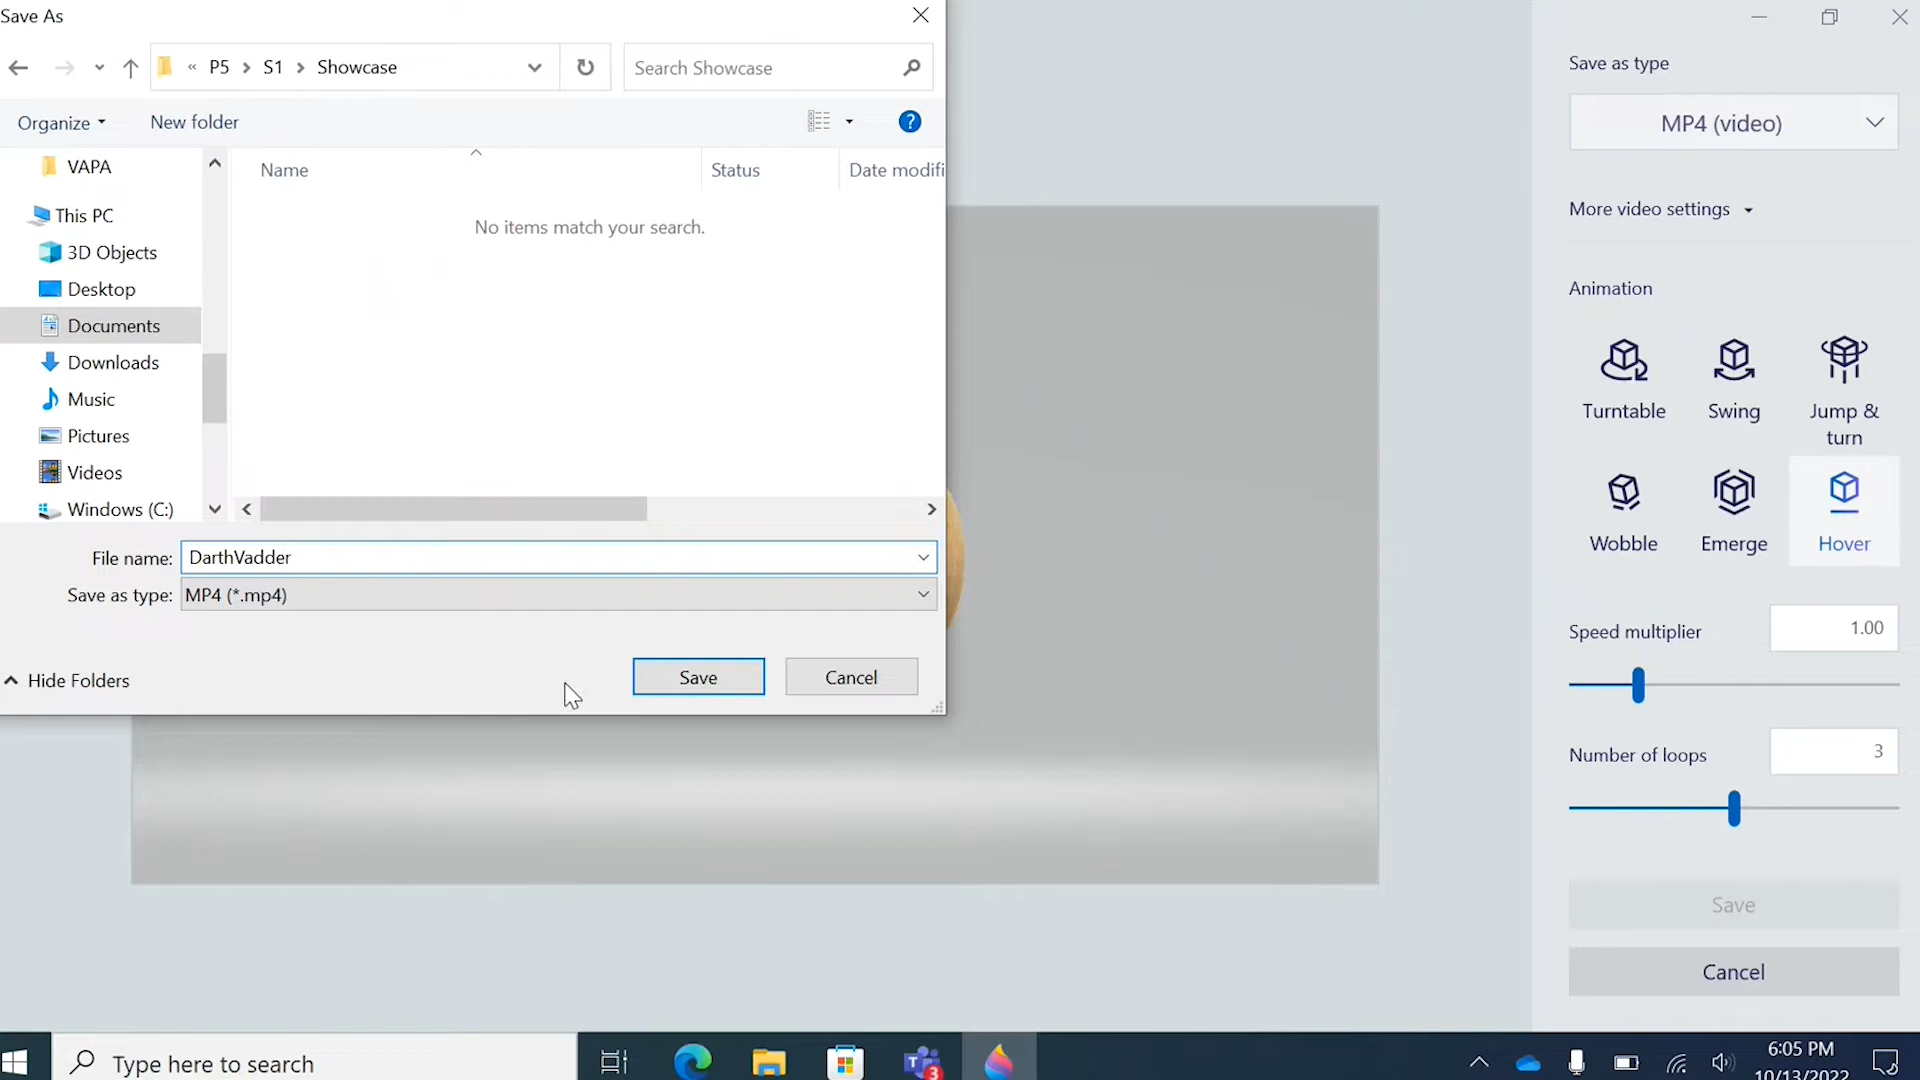 Save As
« P5 > S1 > Showcase
Search Showcase
Organize
New folder
?
VAPA
This PC
3D Objects
Desktop
Documents
Downloads
Music
Pictures
Videos
Windows (C:)
Name
Status
Date modifi
No items match your search.
File name: DarthVadder
Save as type: MP4 (*.mp4)
Hide Folders
Save
Cancel
Save as type
MP4 (video)
More video settings
Animation
Turntable
Swing
Jump &
turn
Wobble
Emerge
Hover
Speed multiplier
1.00
Number of loops
3
Save
Cancel
Type here to search
T
3
6:05 PM
10/13/2022